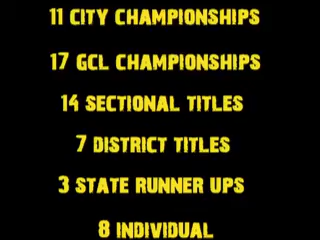 11 CITY CHAMPIONSHIPS
17 GCL CHAMPIONSHIPS
14 SECTIONAL TITLES
7 DISTRICT TITLES
3 STATE RUNNER UPS
8 INDIVIDUAL